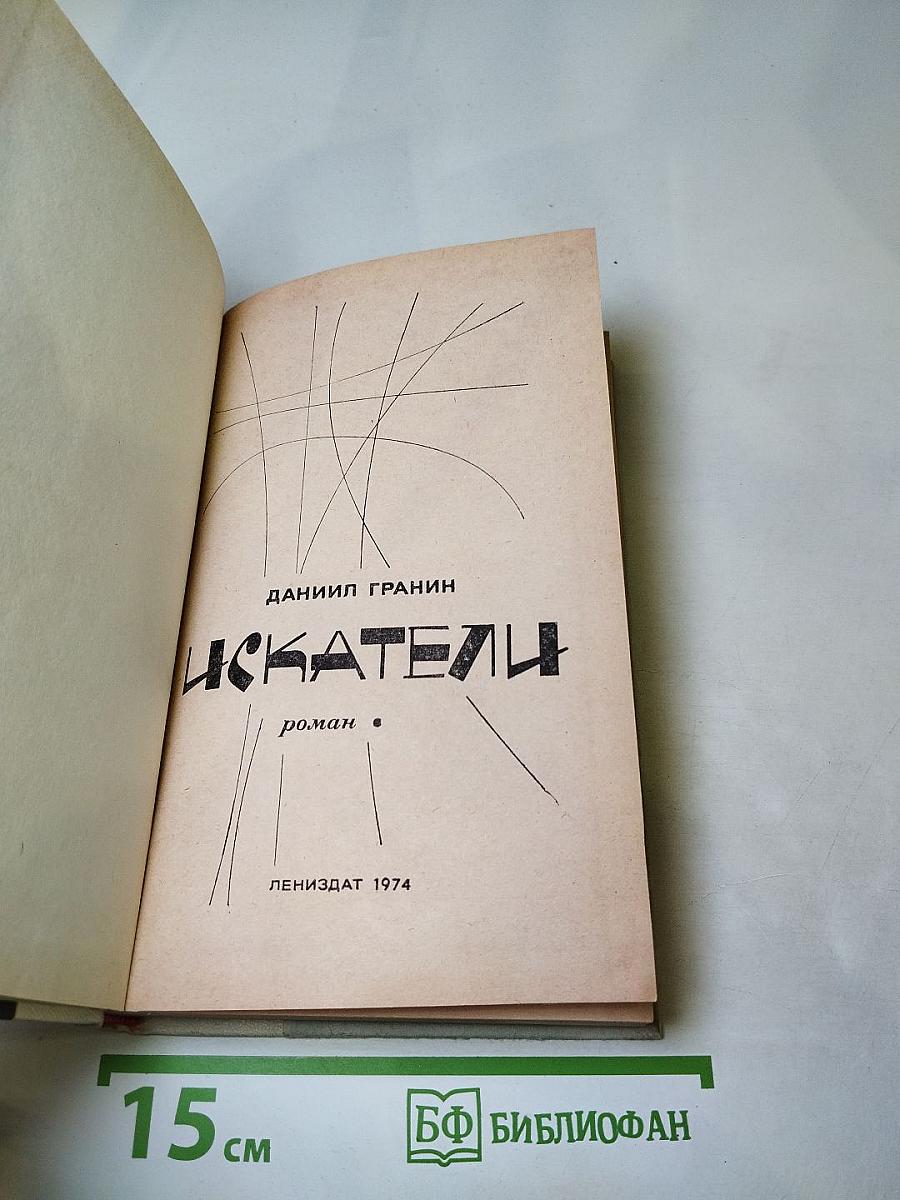 ДАНИИЛ ГРАНИН
ИСКАТЕЛИ
роман
ЛЕНИЗДАТ 1974
15 см
БФ БИБЛИОФАН